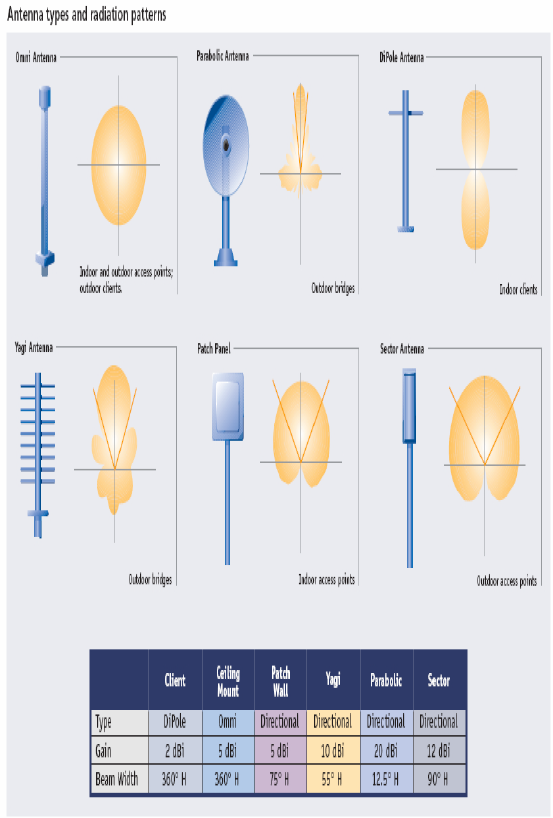 Antenna types and radiation patterns
Omni Antenna
Indoor and outdoor access points;
outdoor clients.
Parabolic Antenna
Outdoor bridges
DiPole Antenna
Indoor clients
Yagi Antenna
Outdoor bridges
Patch Panel
Indoor access points
Sector Antenna
Outdoor access points
Client Ceiling Mount Patch Wall Yagi Parabolic Sector
Type DiPole Omni Directional Directional Directional Directional
Gain 2 dBi 5 dBi 5 dBi 10 dBi 20 dBi 12 dBi
Beam Width 360° H 360° H 75° H 55° H 12.5° H 90° H